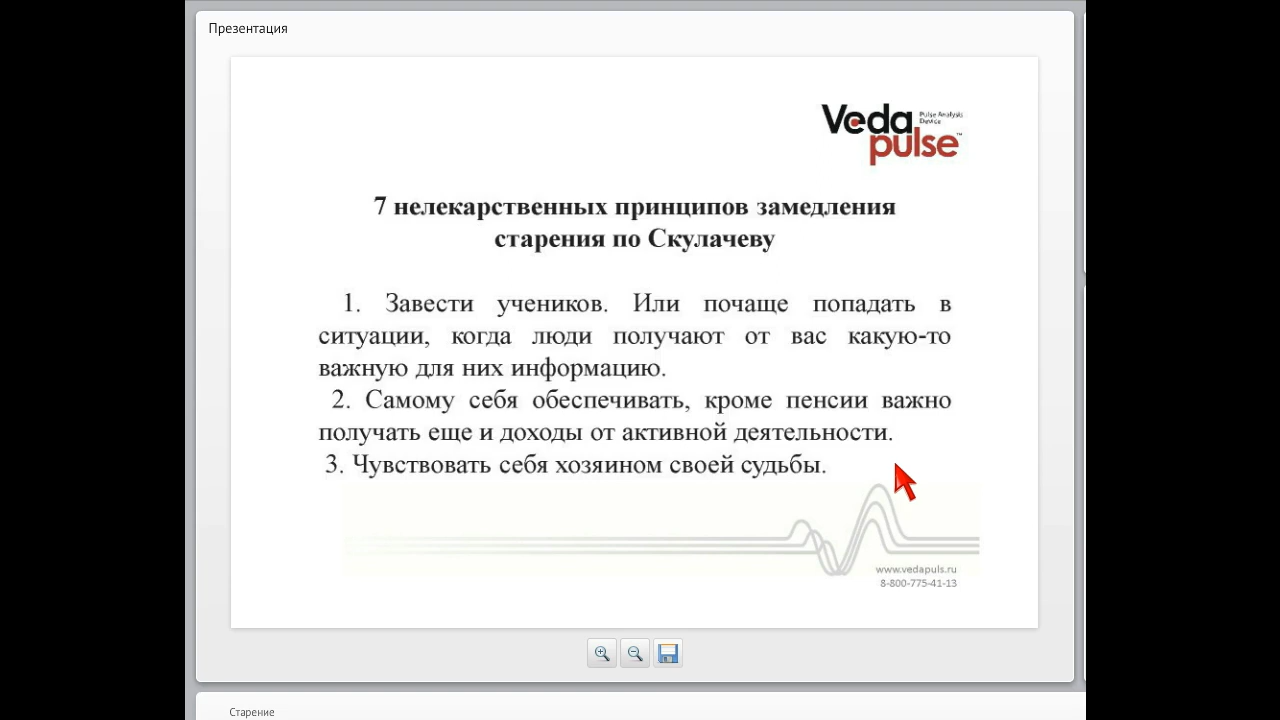 Презентация
Veda Pulse Analysis
Device
pulse™
7 нелекарственных принципов замедления
старения по Скулачеву
1. Завести учеников. Или почаще попадать в
ситуации, когда люди получают от вас какую-то
важную для них информацию.
2. Самому себя обеспечивать, кроме пенсии важно
получать еще и доходы от активной деятельности.
3. Чувствовать себя хозяином своей судьбы.
www.vedapuls.ru
8-800-775-41-13
Старение